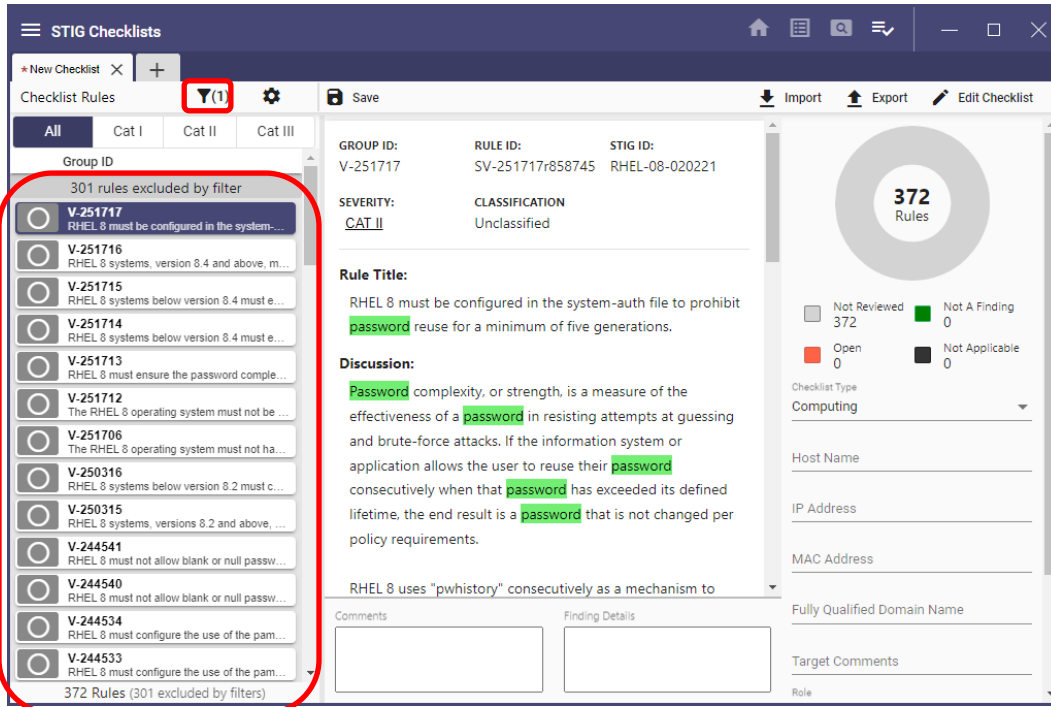 STIG Checklists
* New Checklist
Checklist Rules
(1)
Save
Import
Export
Edit Checklist
All
Cat I
Cat II
Cat III
Group ID
301 rules excluded by filter
V-251717
RHEL 8 must be configured in the system-...
V-251716
RHEL 8 systems, version 8.4 and above, m...
V-251715
RHEL 8 systems below version 8.4 must e...
V-251714
RHEL 8 systems below version 8.4 must e...
V-251713
RHEL 8 must ensure the password comple...
V-251712
The RHEL 8 operating system must not be ...
V-251706
The RHEL 8 operating system must not ha...
V-250316
RHEL 8 systems below version 8.2 must c...
V-250315
RHEL 8 systems, versions 8.2 and above, ...
V-244541
RHEL 8 must not allow blank or null passw...
V-244540
RHEL 8 must not allow blank or null passw...
V-244534
RHEL 8 must configure the use of the pam...
V-244533
RHEL 8 must configure the use of the pam...
372 Rules (301 excluded by filters)
GROUP ID:
RULE ID:
STIG ID:
V-251717
SV-251717r858745
RHEL-08-020221
SEVERITY:
CLASSIFICATION
CAT II
Unclassified
Rule Title:
RHEL 8 must be configured in the system-auth file to prohibit
password reuse for a minimum of five generations.
Discussion:
Password complexity, or strength, is a measure of the
effectiveness of a password in resisting attempts at guessing
and brute-force attacks. If the information system or
application allows the user to reuse their password
consecutively when that password has exceeded its defined
lifetime, the end result is a password that is not changed per
policy requirements.
RHEL 8 uses "pwhistory" consecutively as a mechanism to
Comments
Finding Details
372
Rules
Not Reviewed
372
Not A Finding
0
Open
0
Not Applicable
0
Checklist Type
Computing
Host Name
IP Address
MAC Address
Fully Qualified Domain Name
Target Comments
Role